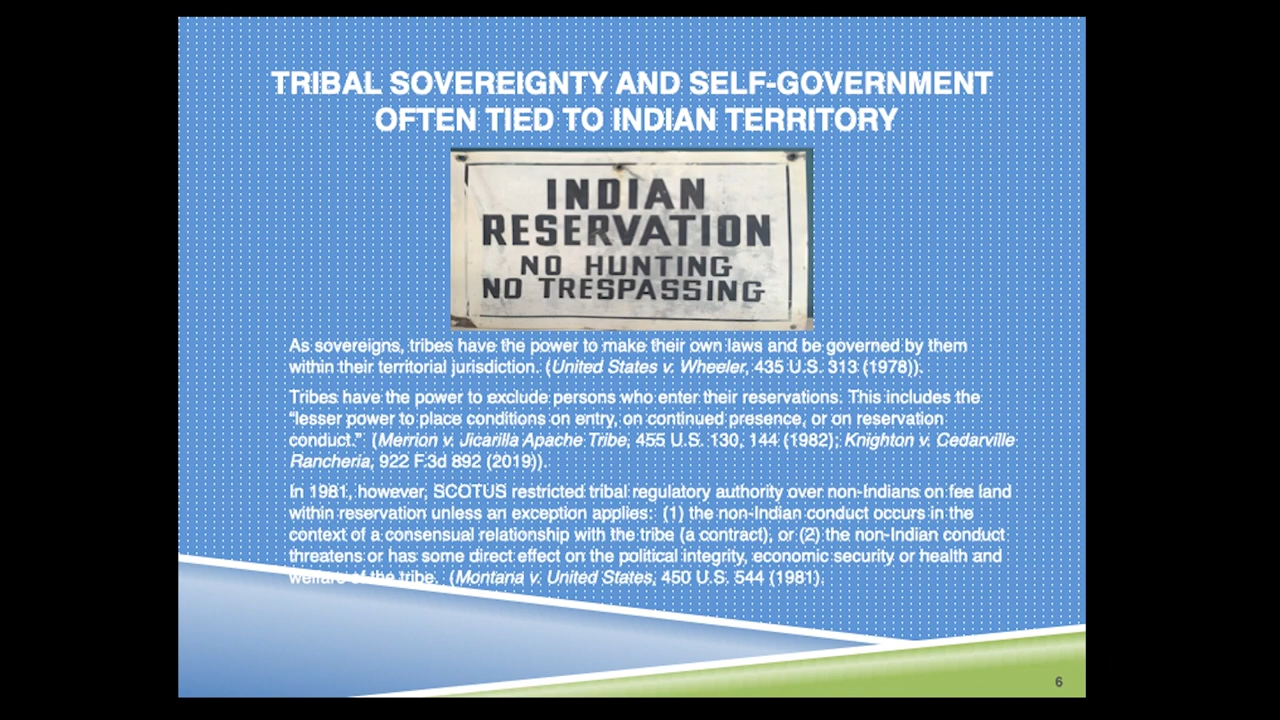 TRIBAL SOVEREIGNTY AND SELF-GOVERNMENT
OFTEN TIED TO INDIAN TERRITORY
INDIAN
RESERVATION
NO HUNTING
NO TRESPASSING
As sovereigns, tribes have the power to make their own laws and be governed by them
within their territorial jurisdiction. (United States v. Wheeler, 435 U.S. 313 (1978)).
Tribes have the power to exclude persons who enter their reservations. This includes the
"lesser power to place conditions on entry, on continued presence, or on reservation
conduct." (Merrion v. Jicarilla Apache Tribe, 455 U.S. 130, 144 (1982); Knighton v. Cedarville
Rancheria, 922 F.3d 892 (2019)).
In 1981, however, SCOTUS restricted tribal regulatory authority over non-Indians on fee land
within reservation unless an exception applies: (1) the non-Indian conduct occurs in the
context of a consensual relationship with the tribe (a contract), or (2) the non-Indian conduct
threatens or has some direct effect on the political integrity, economic security or health and
welfare of the tribe. (Montana v. United States, 450 U.S. 544 (1981).
6